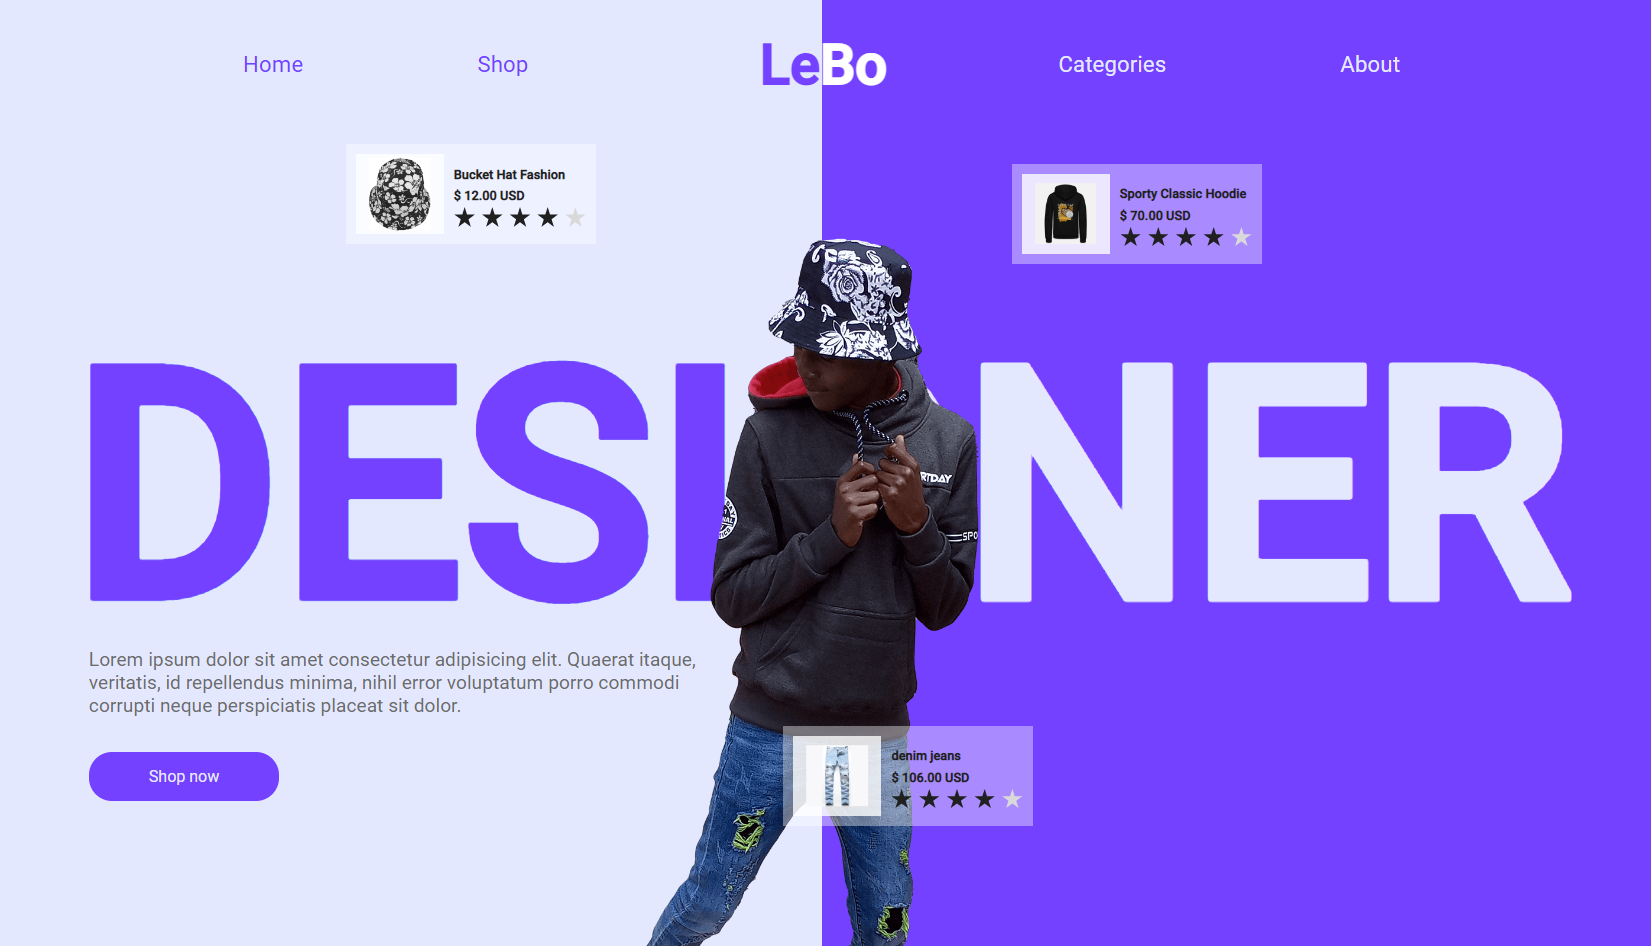 Home Shop LeBo Categories About
Bucket Hat Fashion
$ 12.00 USD
Sporty Classic Hoodie
$ 70.00 USD
DESI NER
RTDAY
SPO
Lorem ipsum dolor sit amet consectetur adipisicing elit. Quaerat itaque,
veritatis, id repellendus minima, nihil error voluptatum porro commodi
corrupti neque perspiciatis placeat sit dolor.
Shop now
denim jeans
$ 106.00 USD